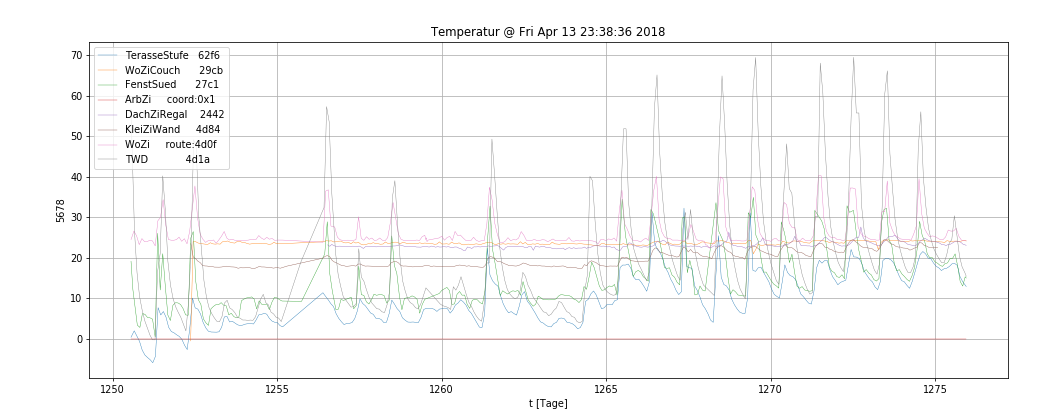 Temperatur @ Fri Apr 13 23:38:36 2018
70
60
50
40
30
20
10
0
5678
TerasseStufe 62f6
WoZiCouch 29cb
FenstSued 27c1
ArbZi coord:0x1
DachZiRegal 2442
KleiZiWand 4d84
WoZi route:4d0f
TWD 4d1a
1250 1255 1260 1265 1270 1275
t [Tage]